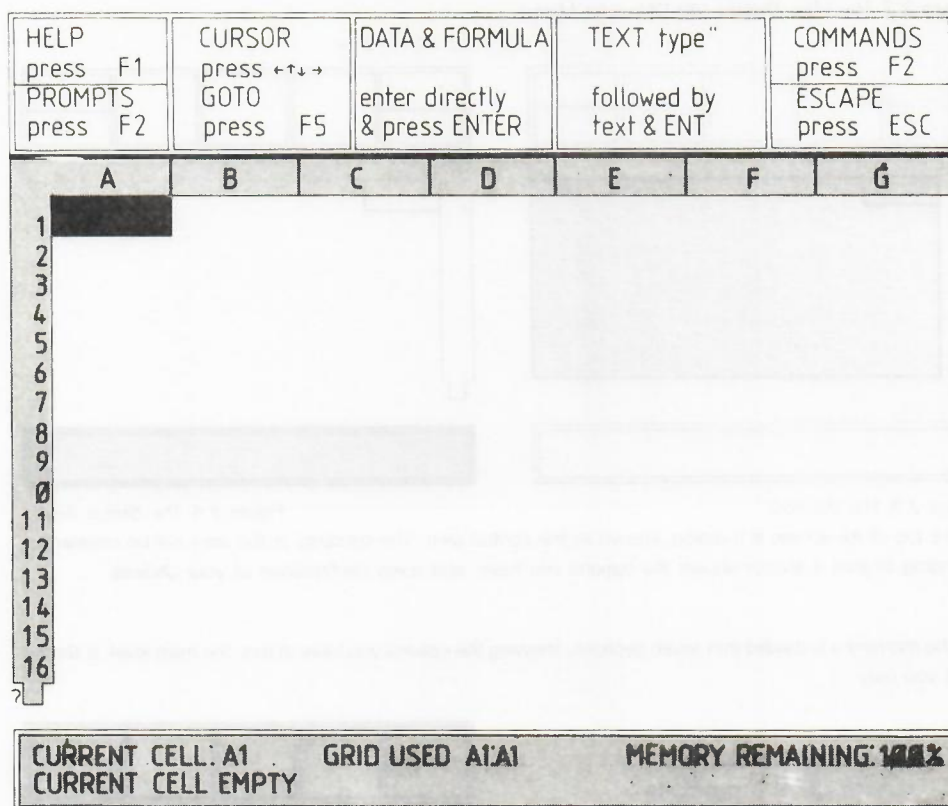 HELP
press F1
CURSOR
press ←↑↓→
DATA & FORMULA
enter directly
& press ENTER
TEXT type"
followed by
text & ENT
COMMANDS
press F2
PROMPTS
press F2
GOTO
press F5
ESCAPE
press ESC
A B C D E F G
1
2
3
4
5
6
7
8
9
Ø
11
12
13
14
15
16
?
CURRENT CELL: A1 GRID USED A1:A1 MEMORY REMAINING:
CURRENT CELL EMPTY